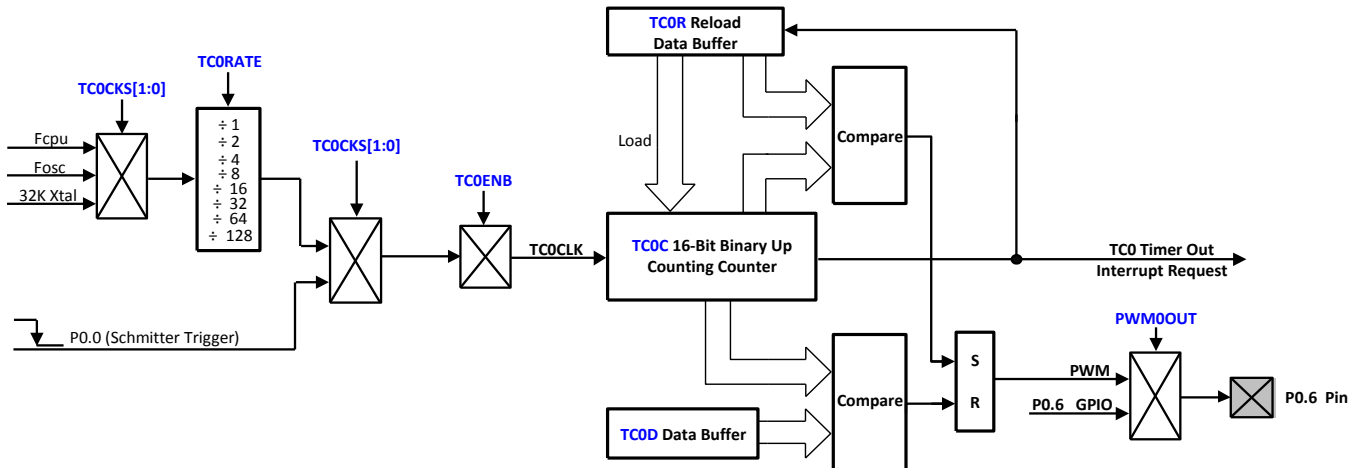 TC0R Reload
Data Buffer
TC0RATE
TC0CKS[1:0]
÷ 1
÷ 2
÷ 4
÷ 8
÷ 16
÷ 32
÷ 64
÷ 128
Fcpu
Fosc
32K Xtal
Load
Compare
TC0CKS[1:0]
TC0ENB
TC0CLK
TC0C 16-Bit Binary Up
Counting Counter
TC0 Timer Out
Interrupt Request
P0.0 (Schmitter Trigger)
PWM0OUT
S
R
PWM
P0.6 GPIO
P0.6 Pin
Compare
TC0D Data Buffer